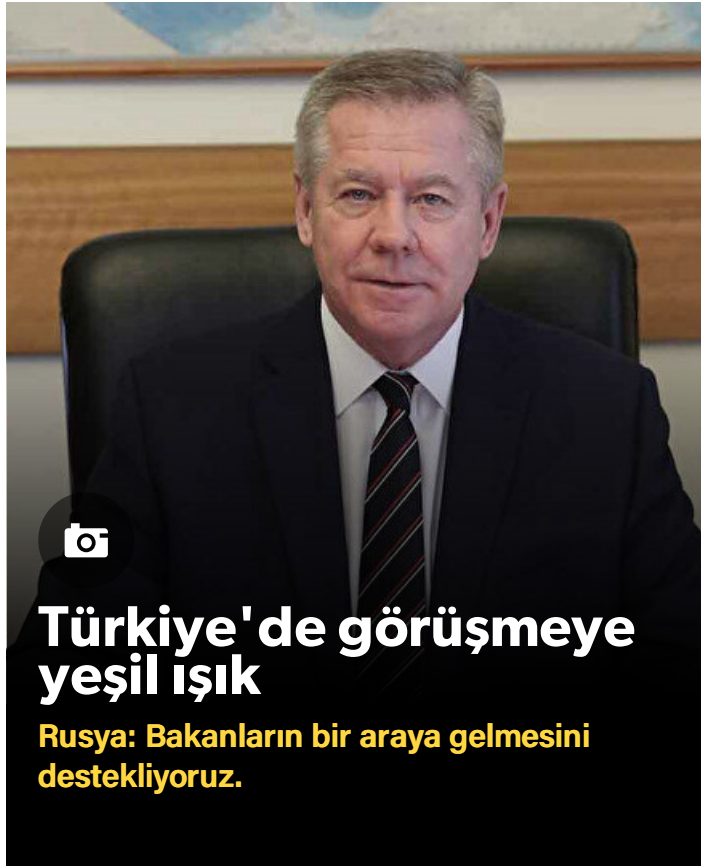 Türkiye'de görüşmeye
yeşil ışık
Rusya: Bakanların bir araya gelmesini
destekliyoruz.